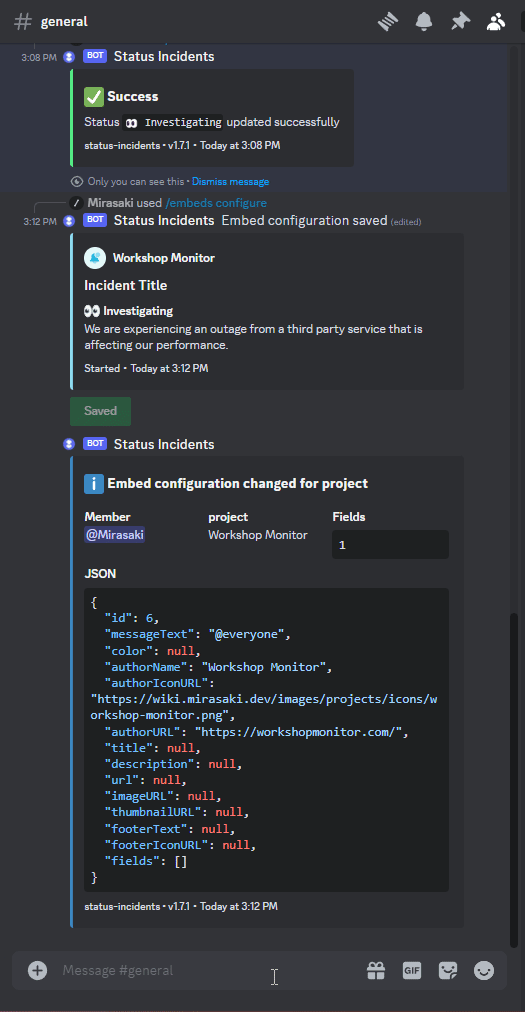 # general
3:08 PM BOT Status Incidents
✅ Success
Status 👀 Investigating updated successfully
status-incidents • v1.7.1 • Today at 3:08 PM
Only you can see this • Dismiss message
Mirasaki used /embeds configure
3:12 PM BOT Status Incidents Embed configuration saved (edited)
Workshop Monitor
Incident Title
👀 Investigating
We are experiencing an outage from a third party service that is
affecting our performance.
Started • Today at 3:12 PM
Saved
BOT Status Incidents
ℹ️ Embed configuration changed for project
Member project Fields
@Mirasaki Workshop Monitor 1
JSON
{
"id": 6,
"messageText": "@everyone",
"color": null,
"authorName": "Workshop Monitor",
"authorIconURL":
"https://wiki.mirasaki.dev/images/projects/icons/w
orkshop-monitor.png",
"authorURL": "https://workshopmonitor.com/",
"title": null,
"description": null,
"url": null,
"imageURL": null,
"thumbnailURL": null,
"footerText": null,
"footerIconURL": null,
"fields": []
}
status-incidents • v1.7.1 • Today at 3:12 PM
Message #general
GIF